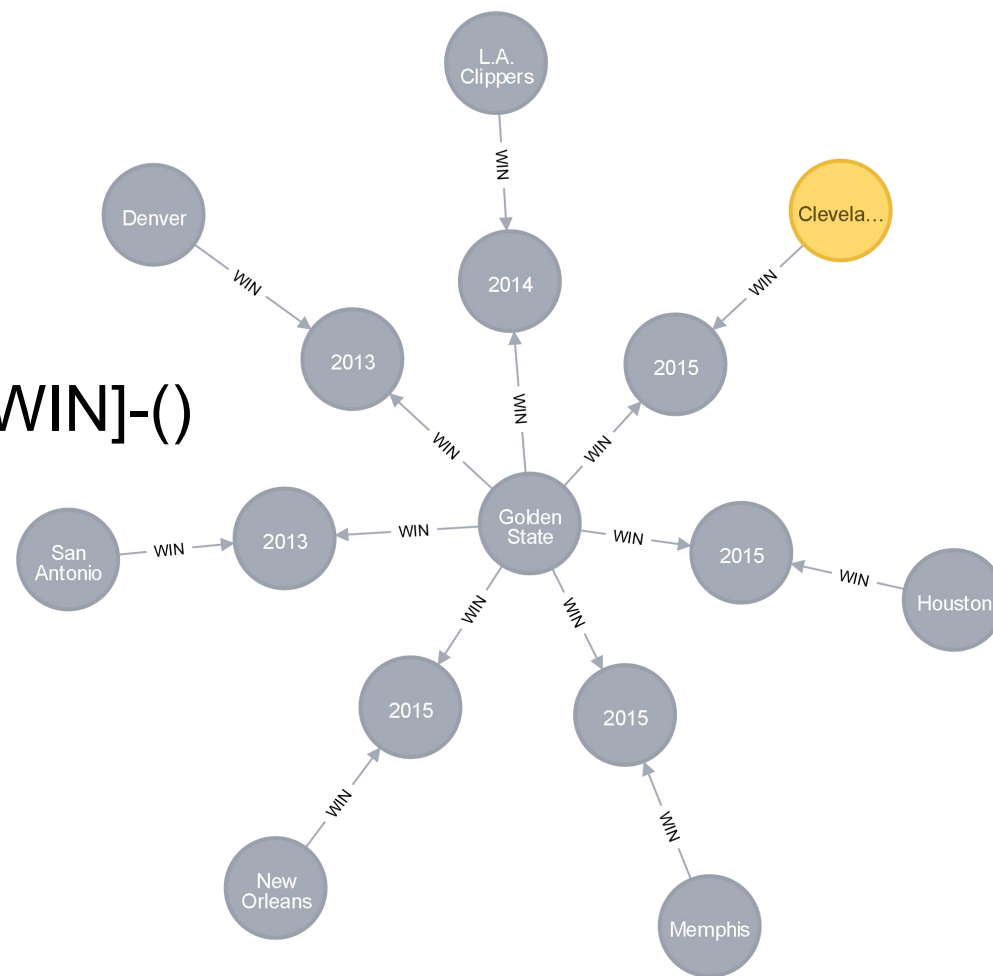 L.A.
Clippers
WIN
Denver
Clevela…
WIN
WIN
2014
2013
2015
WIN]-()
WIN
WIN
WIN
Golden
State
WIN
WIN
2013
WIN
San
Antonio
2015
WIN
Houston
WIN
WIN
2015
2015
WIN
WIN
New
Orleans
Memphis